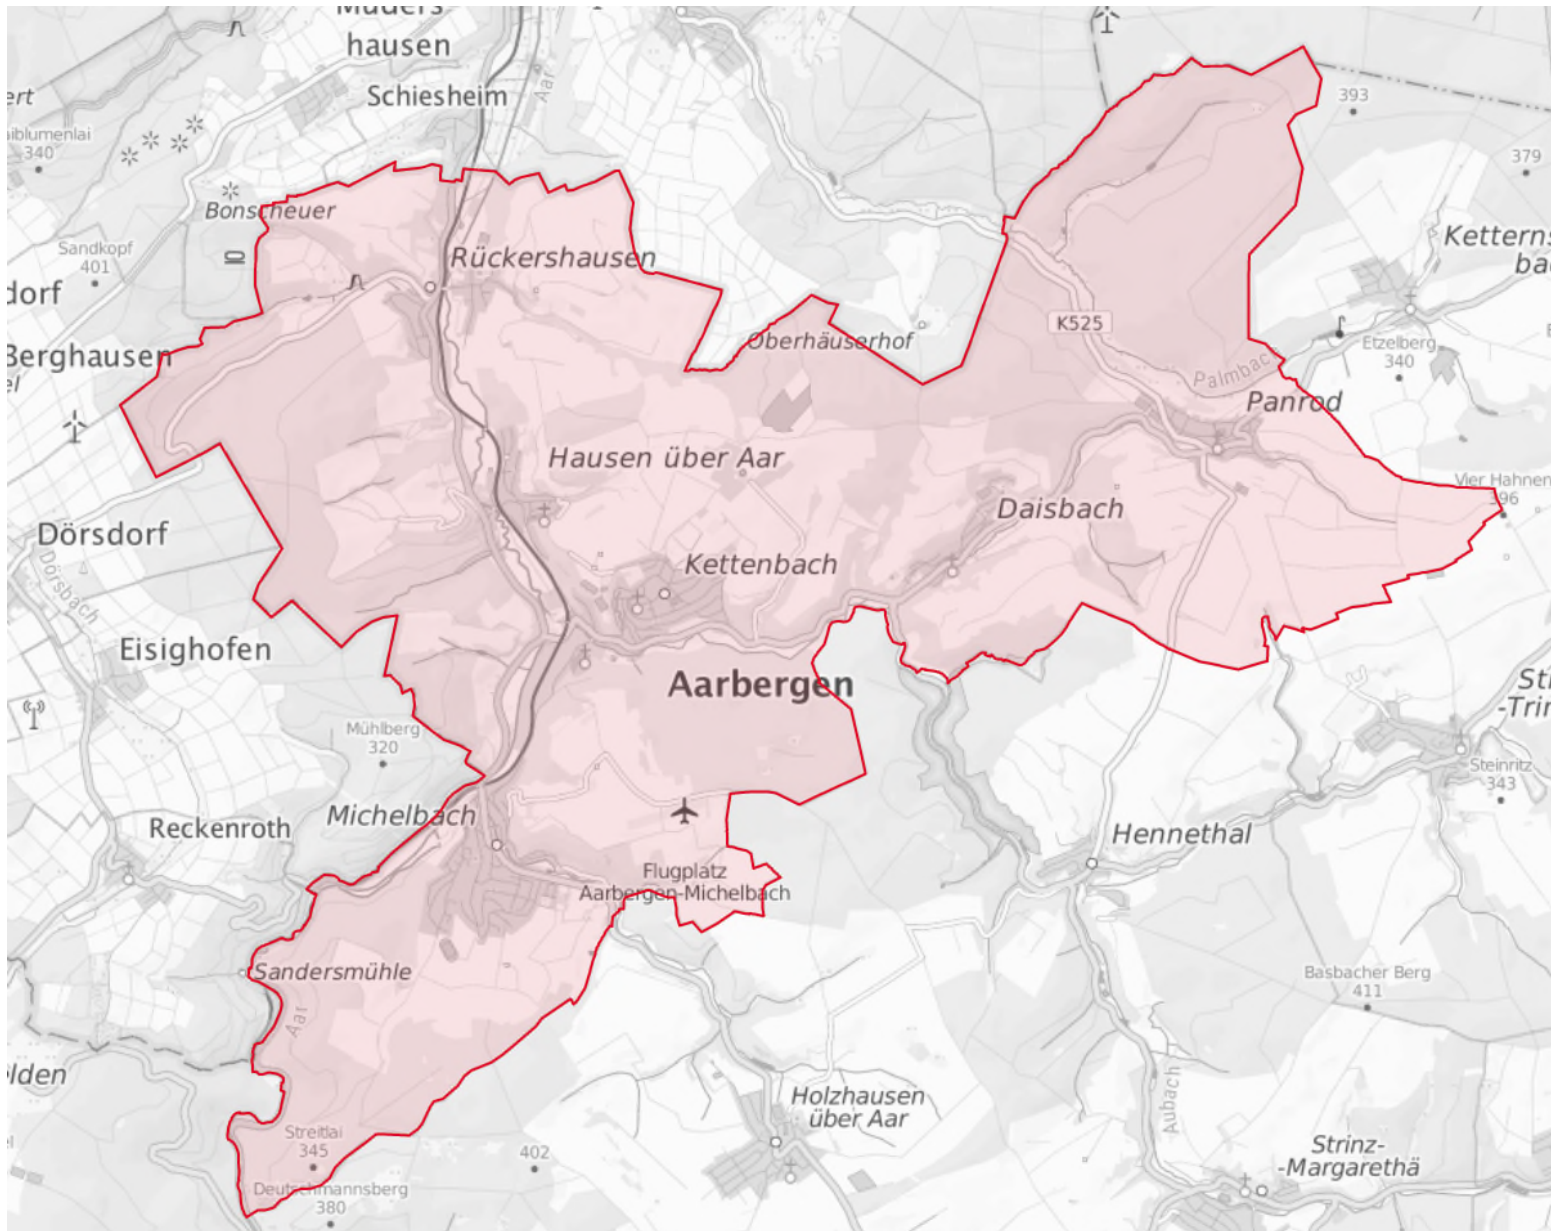 hausen
Schiesheim
Aar
393
340
379
Bonscheuer
Sandkopf
401
Rückershausen
Berghausen
K525
Oberhäuserhof
Etzelberg
340
Palmbach
Panrod
Hausen über Aar
Vier Hahnen
396
Daisbach
Dörsdorf
Kettenbach
Dörsbach
Eisighofen
Aarbergen
Mühlberg
320
Steinritz
343
Michelbach
Reckenroth
Hennethal
Flugplatz
Aarbergen-Michelbach
Sandersmühle
Basbacher Berg
411
Aar
Holzhausen
über Aar
Aubach
Streitlai
345
402
Strinz-
-Margarethä
Deutschmannsberg
380